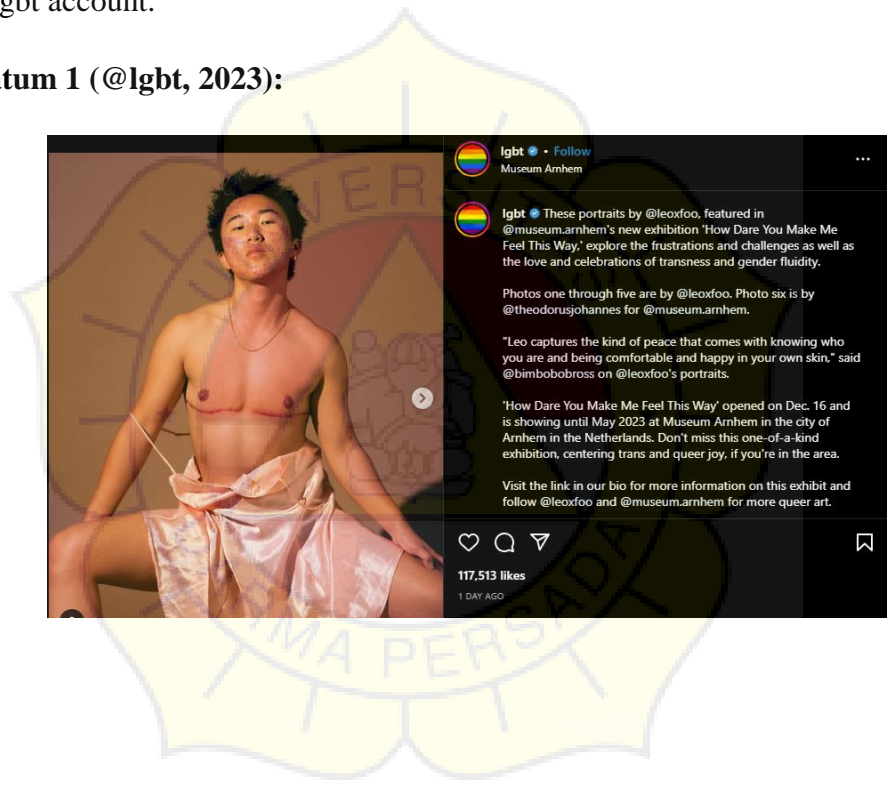 lgbt account.
tum 1 (@lgbt, 2023):
lgbt • Follow
Museum Arnhem
lgbt These portraits by @leoxfoo, featured in
@museum.arnhem's new exhibition 'How Dare You Make Me
Feel This Way,' explore the frustrations and challenges as well as
the love and celebrations of transness and gender fluidity.
Photos one through five are by @leoxfoo. Photo six is by
@theodorusjohannes for @museum.arnhem.
"Leo captures the kind of peace that comes with knowing who
you are and being comfortable and happy in your own skin," said
@bimbobobross on @leoxfoo's portraits.
'How Dare You Make Me Feel This Way' opened on Dec. 16 and
is showing until May 2023 at Museum Arnhem in the city of
Arnhem in the Netherlands. Don't miss this one-of-a-kind
exhibition, centering trans and queer joy, if you're in the area.
Visit the link in our bio for more information on this exhibit and
follow @leoxfoo and @museum.arnhem for more queer art.
117,513 likes
1 DAY AGO
PERSADA